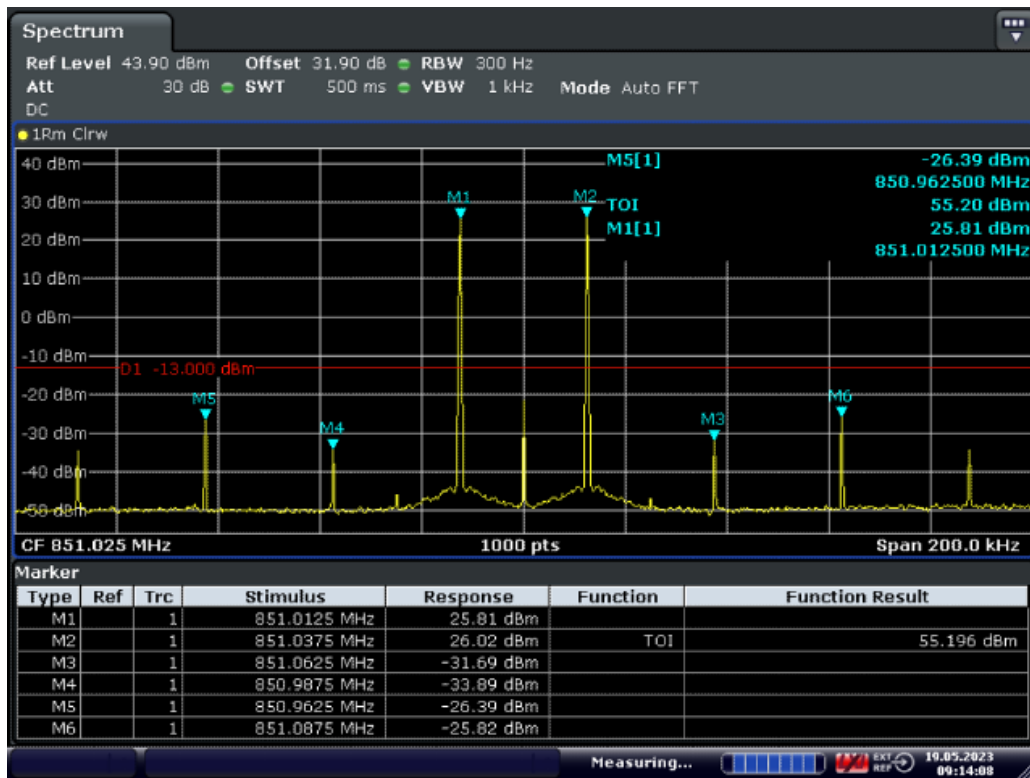 Spectrum
Ref Level 43.90 dBm Offset 31.90 dB RBW 300 Hz
Att 30 dB SWT 500 ms VBW 1 kHz Mode Auto FFT
DC
1Rm Clrw
M5[1] -26.39 dBm
850.962500 MHz
TOI 55.20 dBm
M1[1] 25.81 dBm
851.012500 MHz
40 dBm
30 dBm
20 dBm
10 dBm
0 dBm
-10 dBm
D1 -13.000 dBm
-20 dBm
-30 dBm
-40 dBm
-50 dBm
M1
M2
M5
M4
M3
M6
CF 851.025 MHz 1000 pts Span 200.0 kHz
Marker
Type Ref Trc Stimulus Response Function Function Result
M1 1 851.0125 MHz 25.81 dBm
M2 1 851.0375 MHz 26.02 dBm TOI 55.196 dBm
M3 1 851.0625 MHz -31.69 dBm
M4 1 850.9875 MHz -33.89 dBm
M5 1 850.9625 MHz -26.39 dBm
M6 1 851.0875 MHz -25.82 dBm
Measuring... EXT REF 19.05.2023
09:14:08